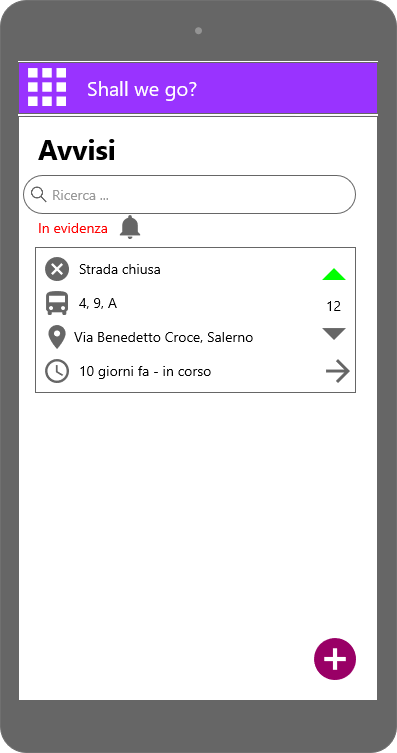 Shall we go?
Avvisi
Ricerca ...
In evidenza
Strada chiusa
4, 9, A
12
Via Benedetto Croce, Salerno
10 giorni fa - in corso